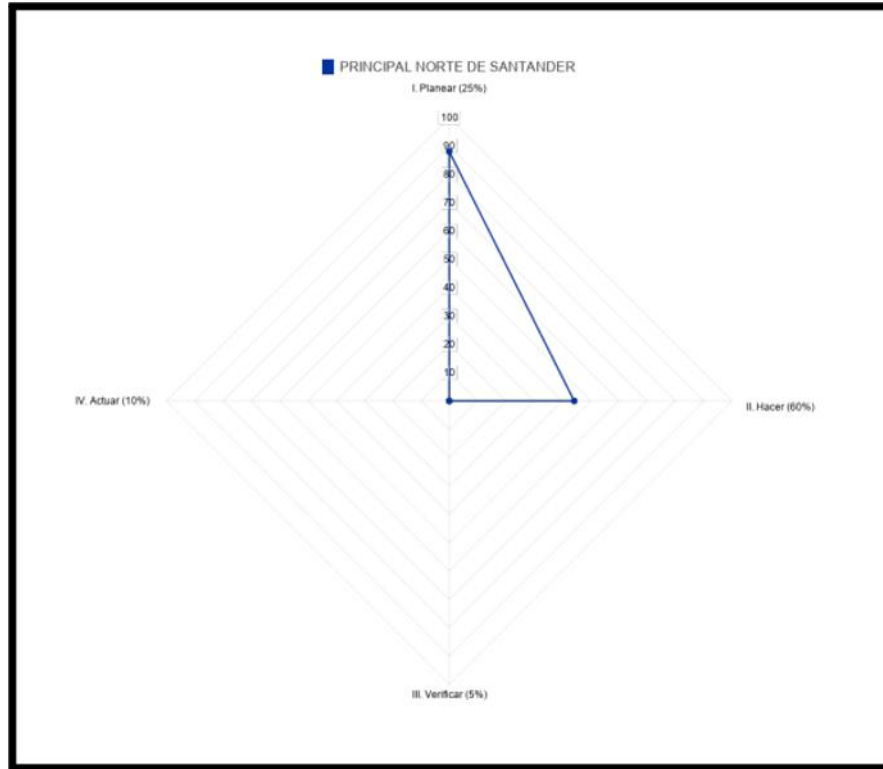 PRINCIPAL NORTE DE SANTANDER
I. Planear (25%)
100
90
80
70
60
50
40
30
20
10
IV. Actuar (10%)
II. Hacer (60%)
III. Verificar (5%)